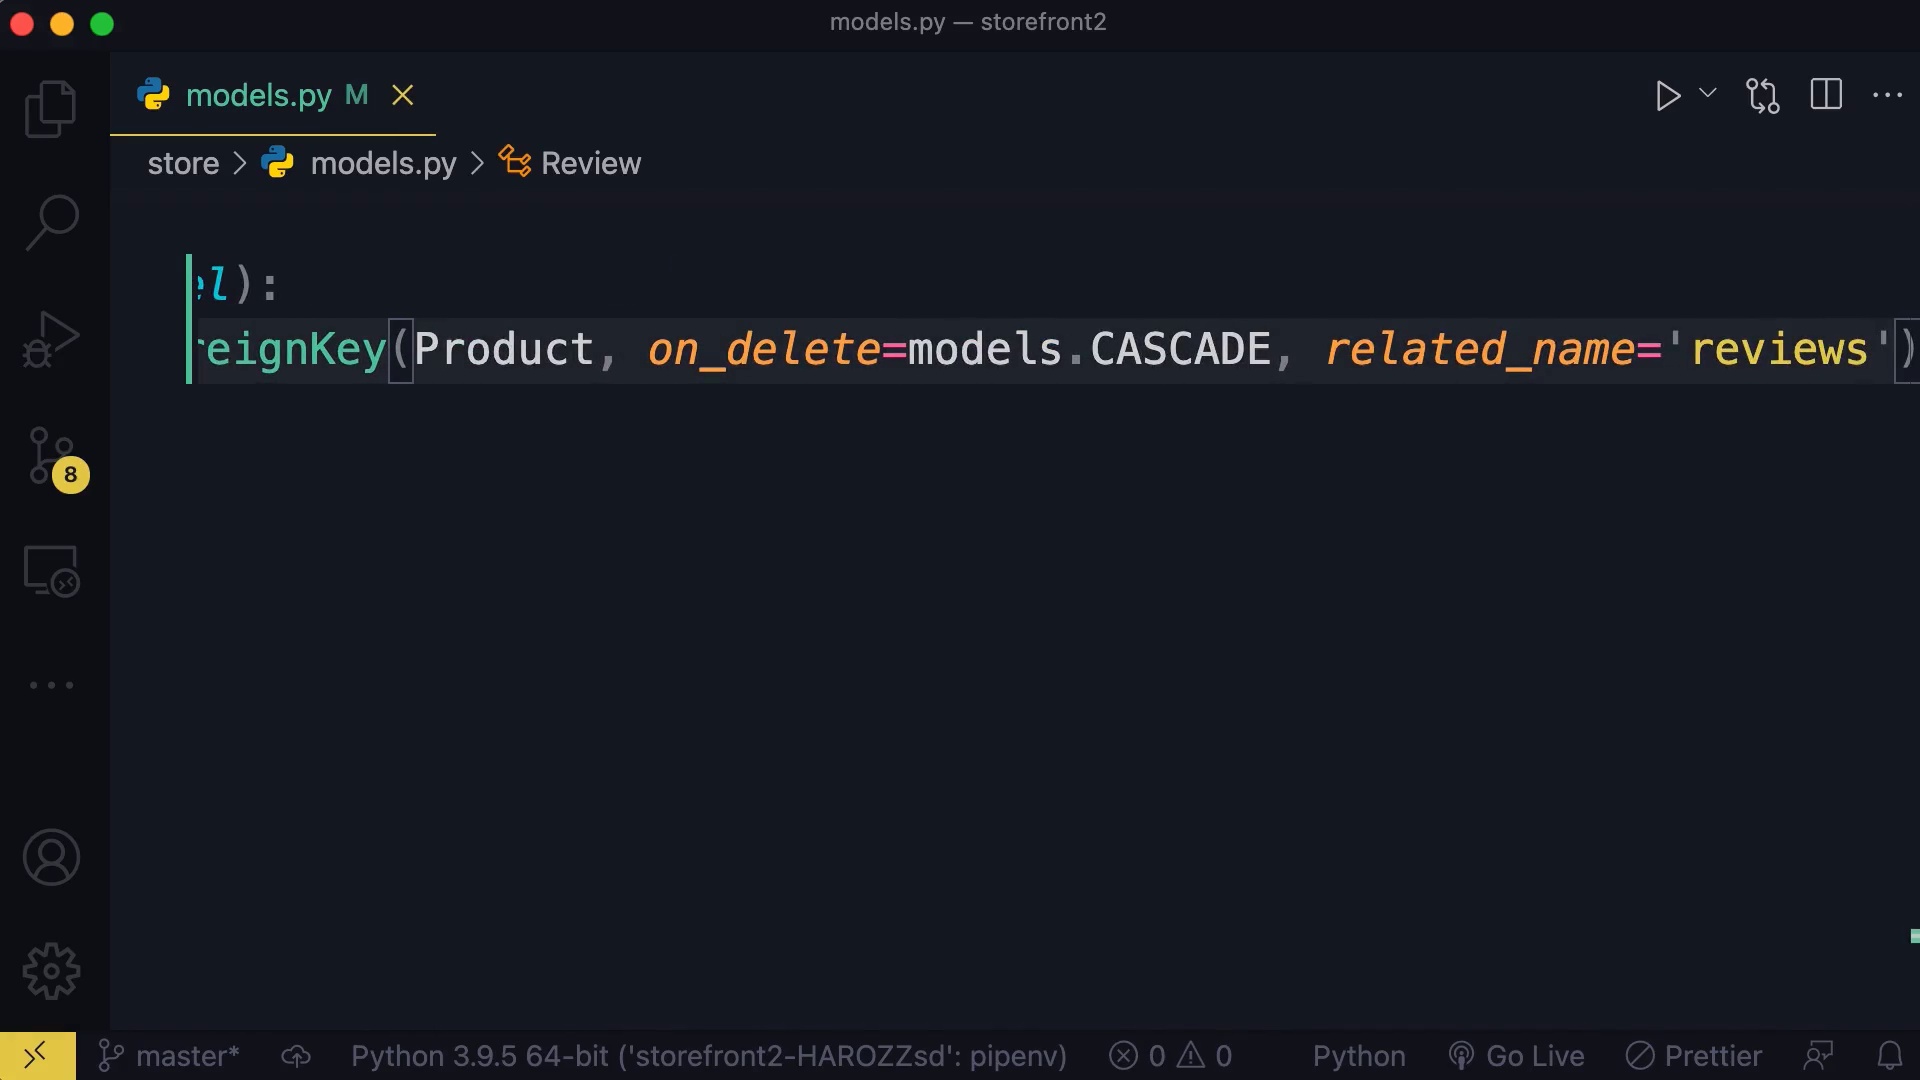 models.py — storefront2
models.py M
store > models.py > Review
el):
reignKey(Product, on_delete=models.CASCADE, related_name='reviews')
8
master* Python 3.9.5 64-bit ('storefront2-HAROZZsd': pipenv) 0 0 Python Go Live Prettier